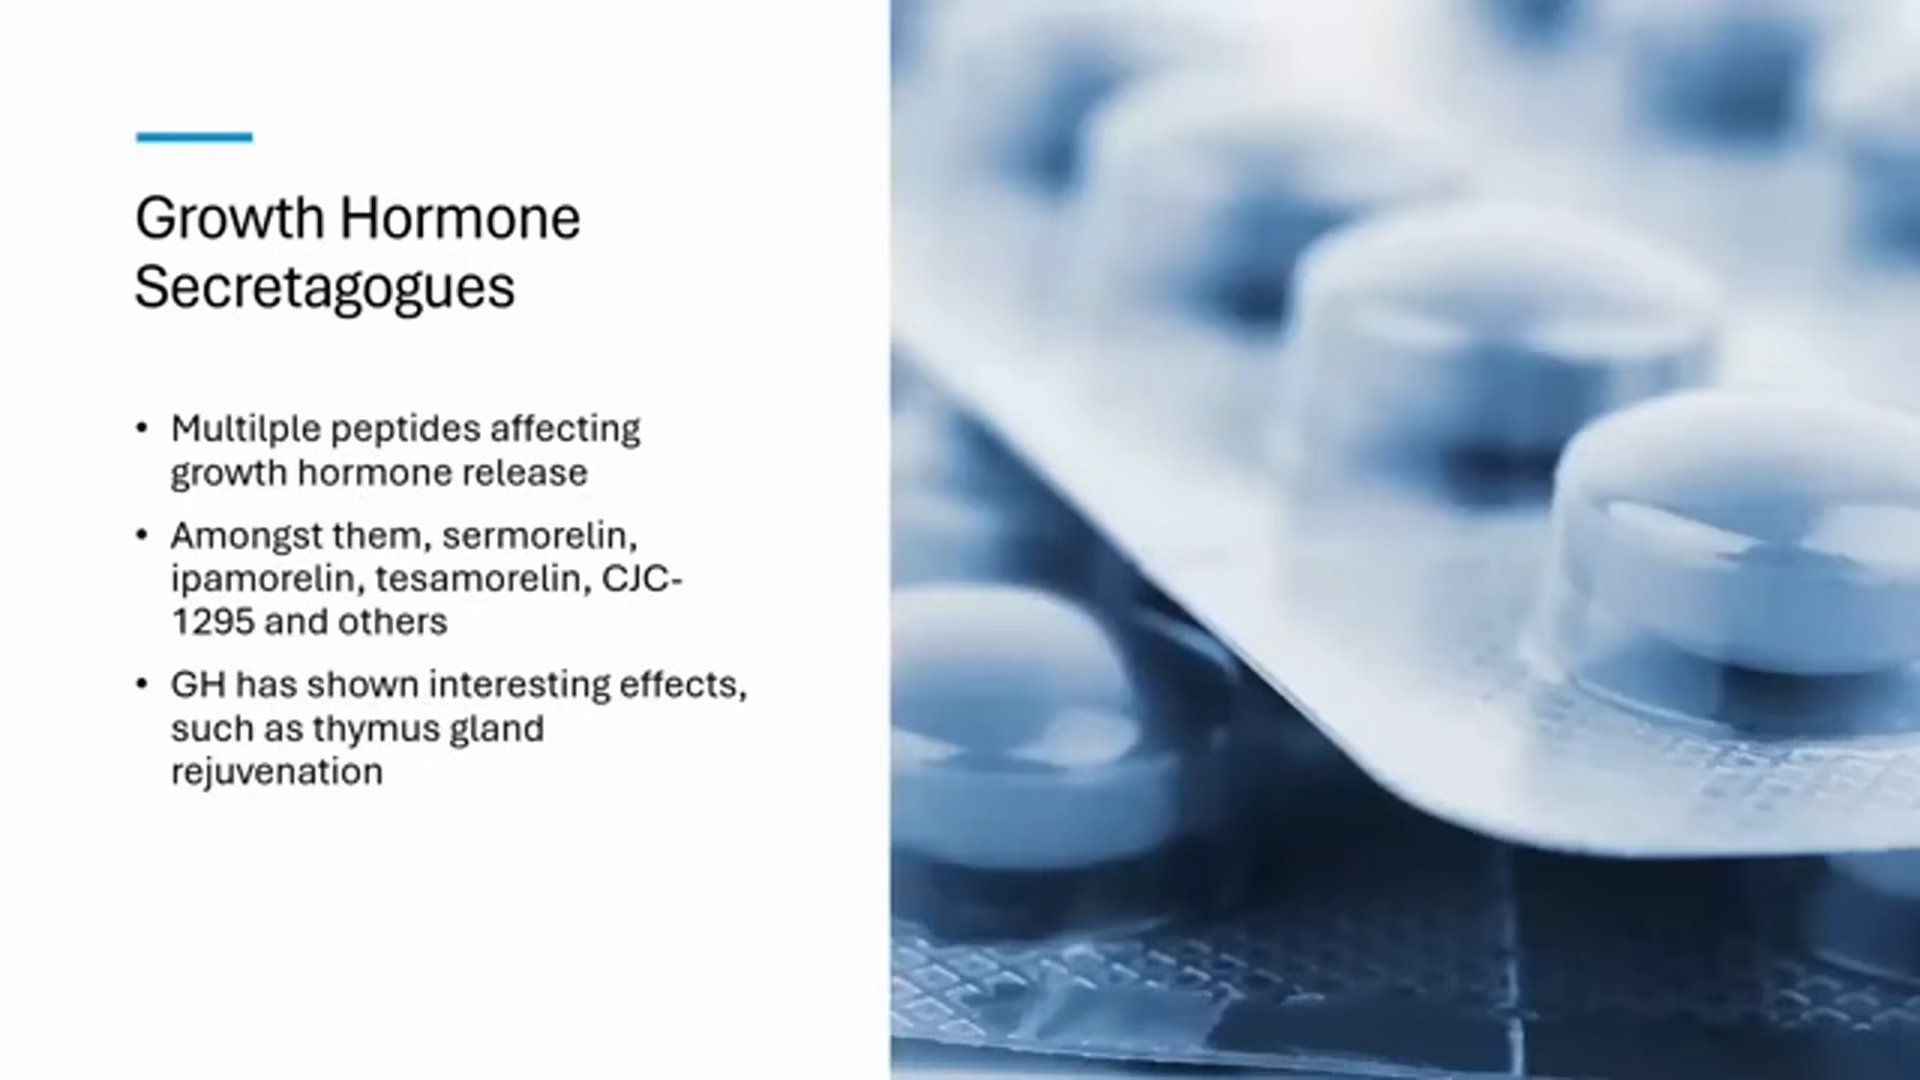 Growth Hormone
Secretagogues
• Multilple peptides affecting
growth hormone release
• Amongst them, sermorelin,
ipamorelin, tesamorelin, CJC-
1295 and others
• GH has shown interesting effects,
such as thymus gland
rejuvenation